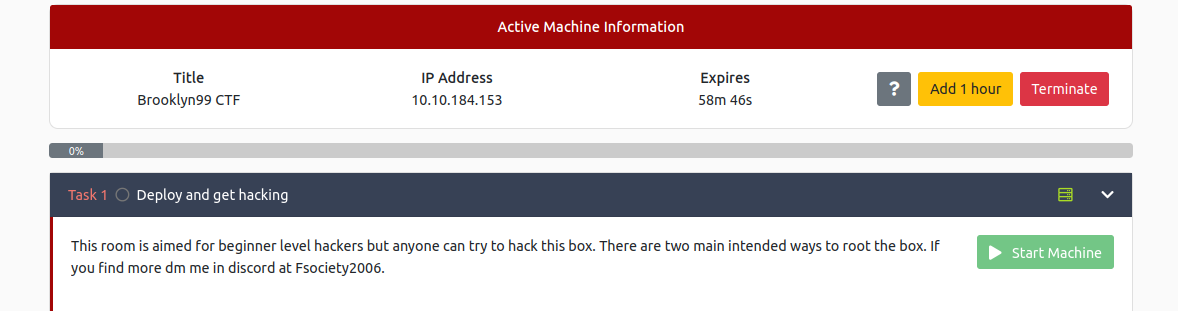 Active Machine Information
Title IP Address Expires
Brooklyn99 CTF 10.10.184.153 58m 46s
? Add 1 hour Terminate
0%
Task 1 Deploy and get hacking
This room is aimed for beginner level hackers but anyone can try to hack this box. There are two main intended ways to root the box. If
you find more dm me in discord at Fsociety2006.
Start Machine